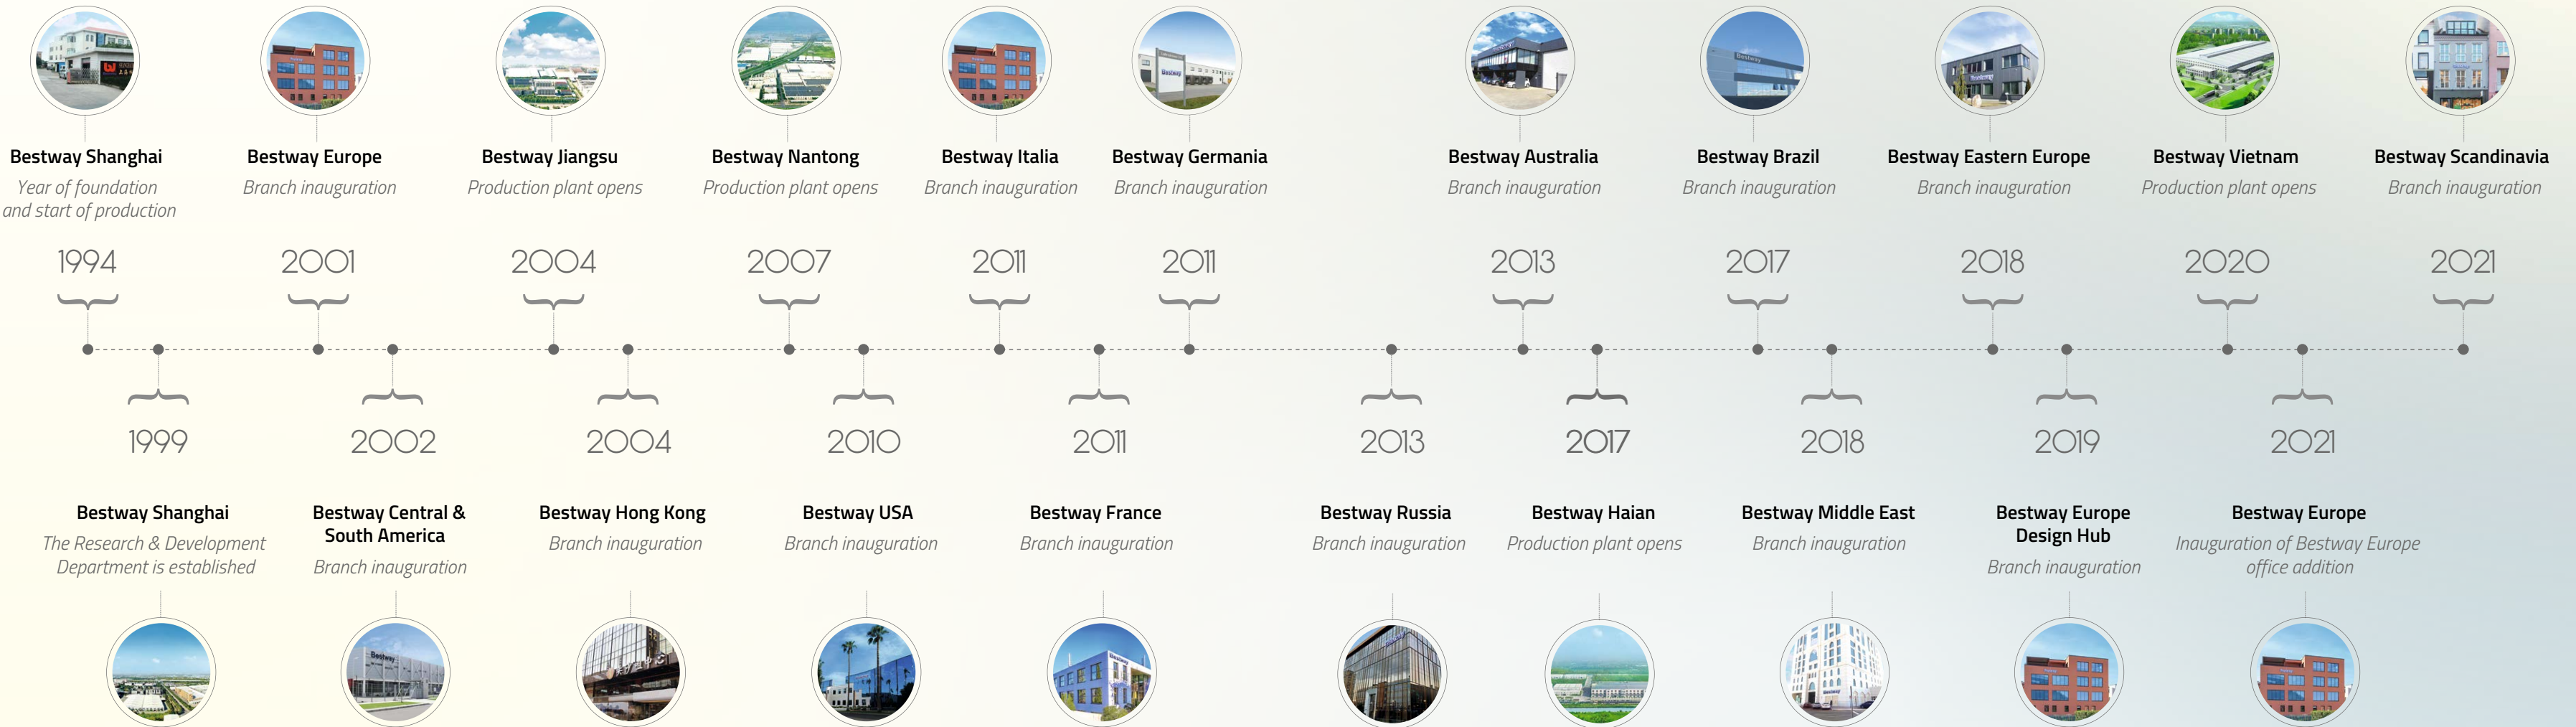 Bestway Shanghai
Year of foundation
and start of production
1994
Bestway Europe
Branch inauguration
2001
Bestway Jiangsu
Production plant opens
2004
Bestway Nantong
Production plant opens
2007
Bestway Italia
Branch inauguration
2011
Bestway
Bestway Germania
Branch inauguration
2011
Bestway Australia
Branch inauguration
2013
Bestway
Bestway Brazil
Branch inauguration
2017
Bestway
Bestway Eastern Europe
Branch inauguration
2018
Bestway Vietnam
Production plant opens
2020
Bestway Scandinavia
Branch inauguration
2021
1999
Bestway Shanghai
The Research & Development
Department is established
2002
Bestway Central &
South America
Branch inauguration
Bestway
2004
Bestway Hong Kong
Branch inauguration
2010
Bestway USA
Branch inauguration
2011
Bestway France
Branch inauguration
Bestway
2013
Bestway Russia
Branch inauguration
2017
Bestway Haian
Production plant opens
2018
Bestway Middle East
Branch inauguration
Bestway
2019
Bestway Europe
Design Hub
Branch inauguration
2021
Bestway Europe
Inauguration of Bestway Europe
office addition